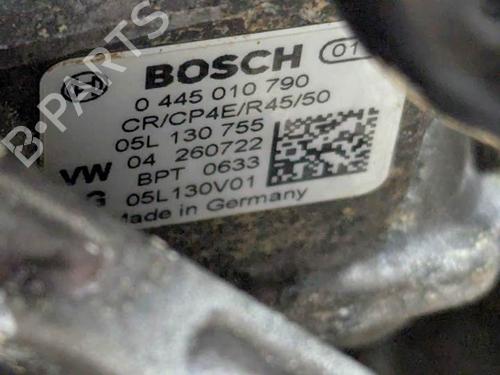 BOSCH 01
0 445 010 790
CR/CP4E/R45/50
05L 130 755
VW 04 260722
BPT 0633
G 05L130V01
Made in Germany
B-PARTS